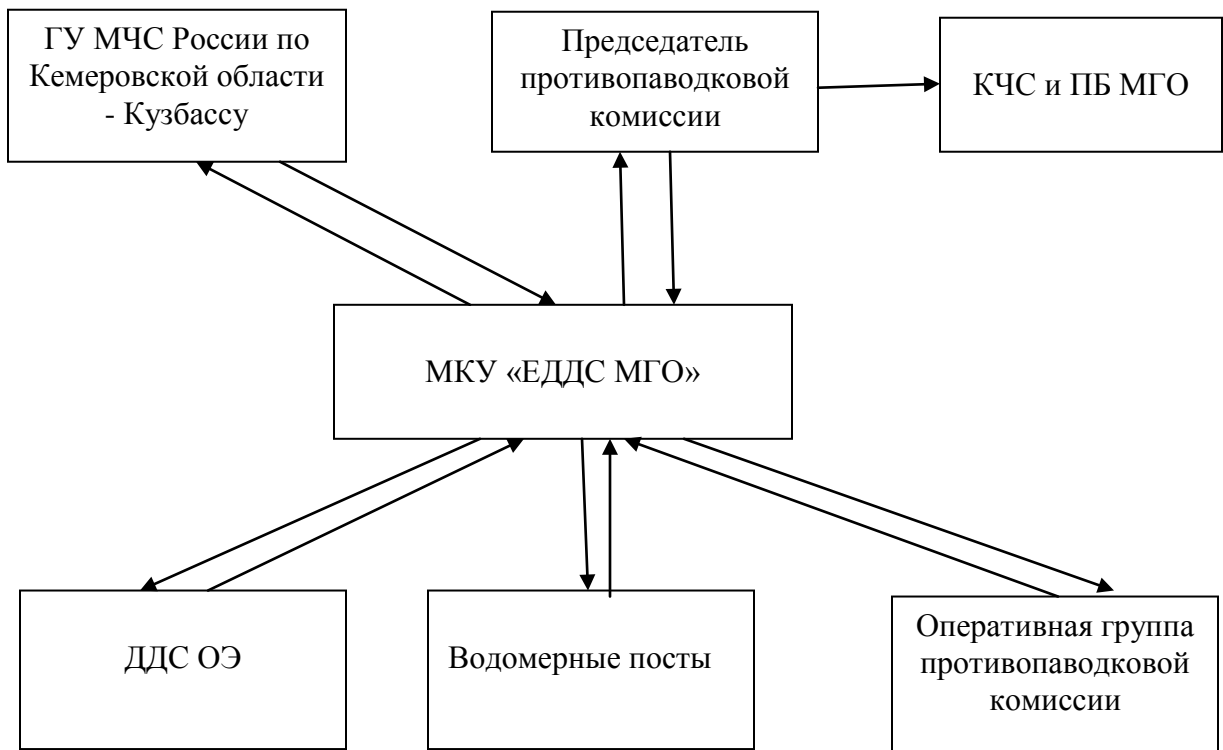 ГУ МЧС России по
Кемеровской области
- Кузбассу
Председатель
противопаводковой
комиссии
КЧС и ПБ МГО
МКУ «ЕДДС МГО»
ДДС ОЭ
Водомерные посты
Оперативная группа
противопаводковой
комиссии